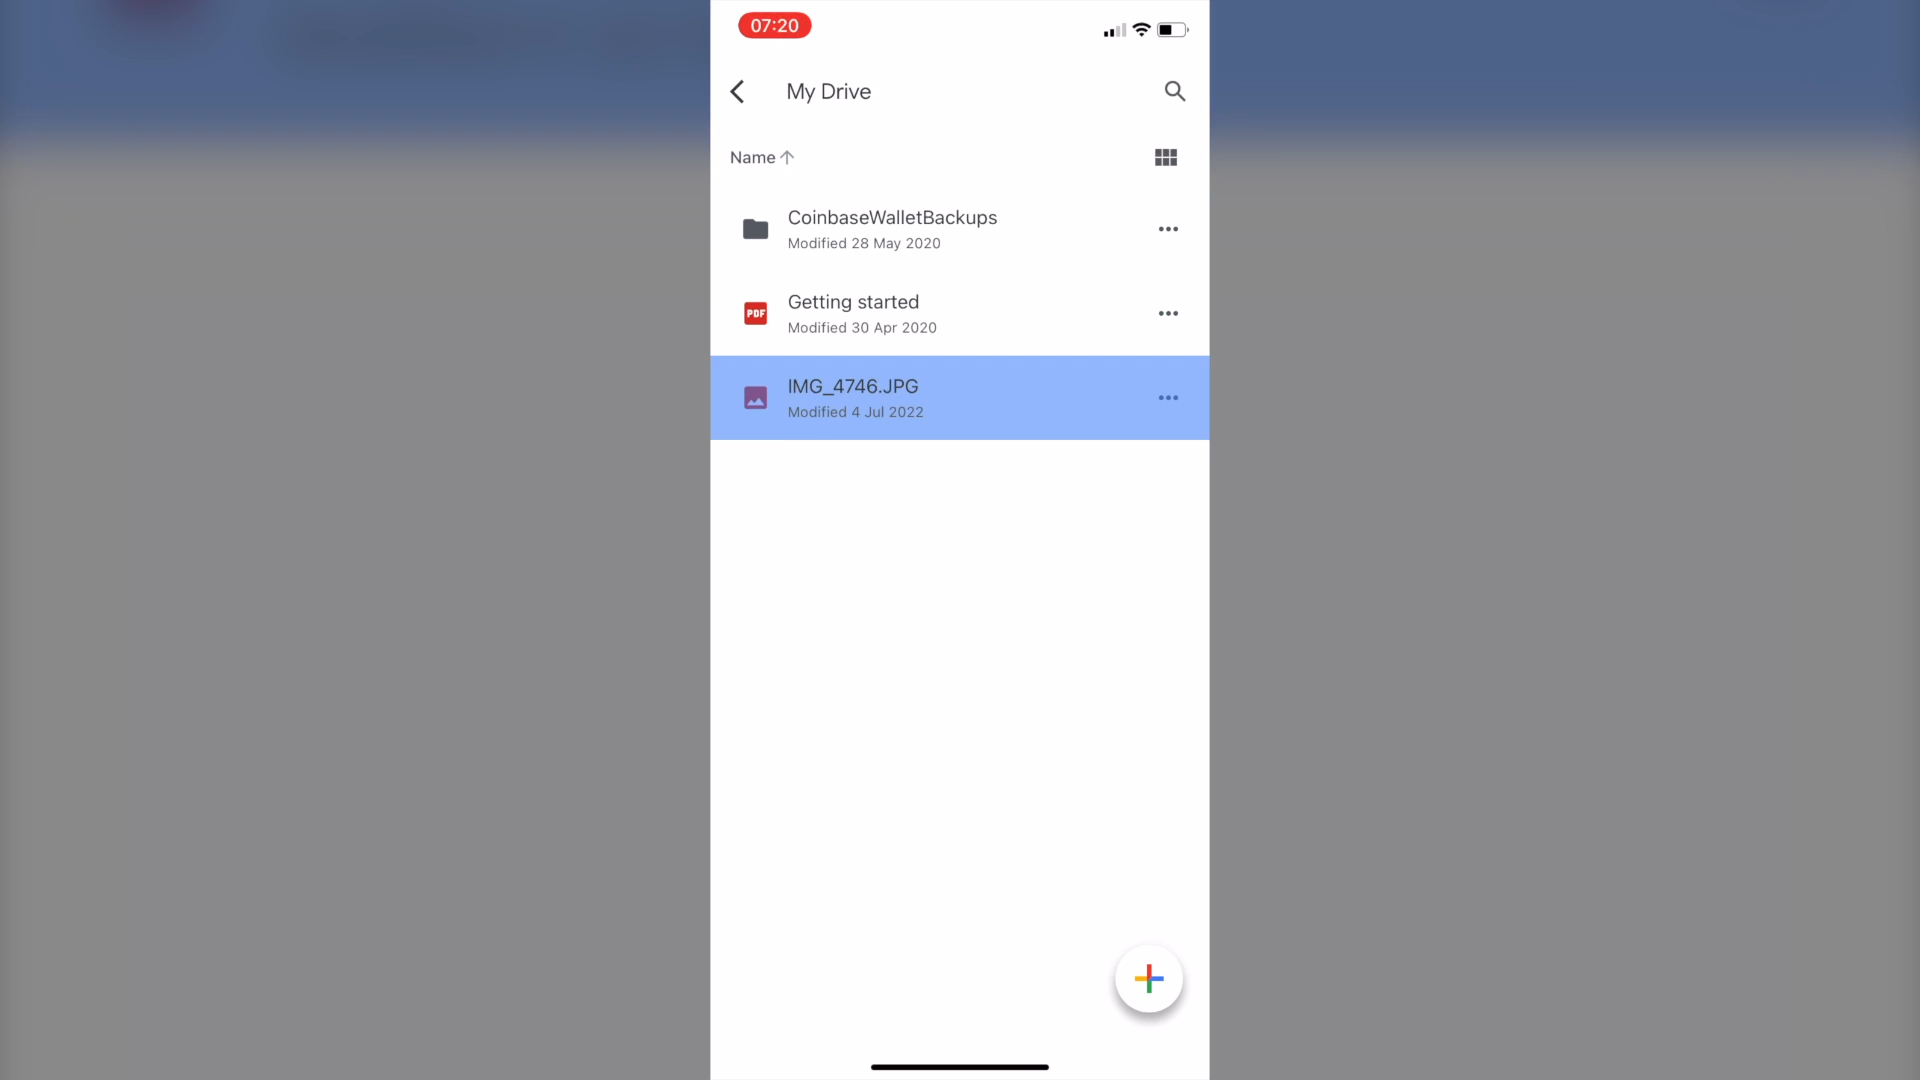 07:20
My Drive
Name
CoinbaseWalletBackups
Modified 28 May 2020
PDF
Getting started
Modified 30 Apr 2020
IMG_4746.JPG
Modified 4 Jul 2022